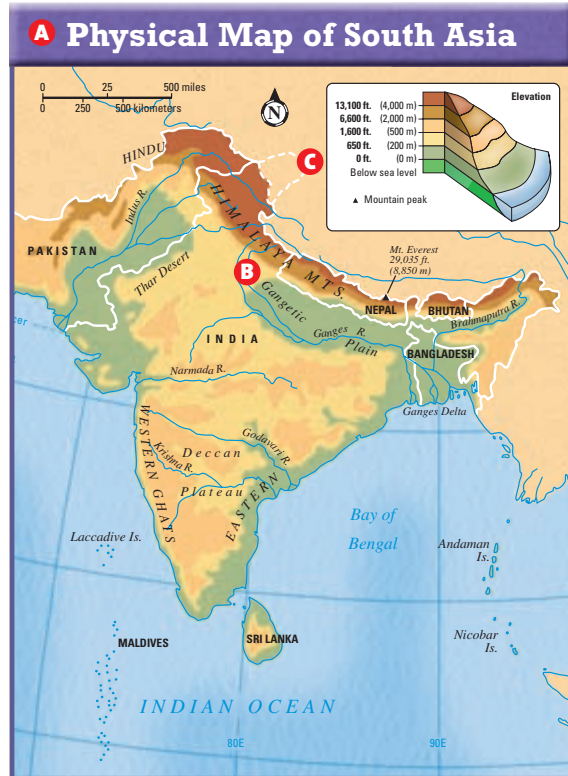 A Physical Map of South Asia
0 25 500 miles
0 250 500 kilometers
N
Elevation
13,100 ft. (4,000 m)
6,600 ft. (2,000 m)
1,600 ft. (500 m)
650 ft. (200 m)
0 ft. (0 m)
Below sea level
▲ Mountain peak
HINDU
C
Indus R.
HIMALAYA MTS.
PAKISTAN
Mt. Everest
29,035 ft.
(8,850 m)
Thar Desert
B
Gangetic
Plain
NEPAL
BHUTAN
Brahmaputra R.
cer
INDIA
Ganges R.
BANGLADESH
Narmada R.
Ganges Delta
WESTERN GHATS
Godavari R.
Deccan
Plateau
Krishna R.
EASTERN
Bay of
Bengal
Laccadive Is.
Andaman
Is.
MALDIVES
SRI LANKA
Nicobar
Is.
INDIAN OCEAN
80E
90E